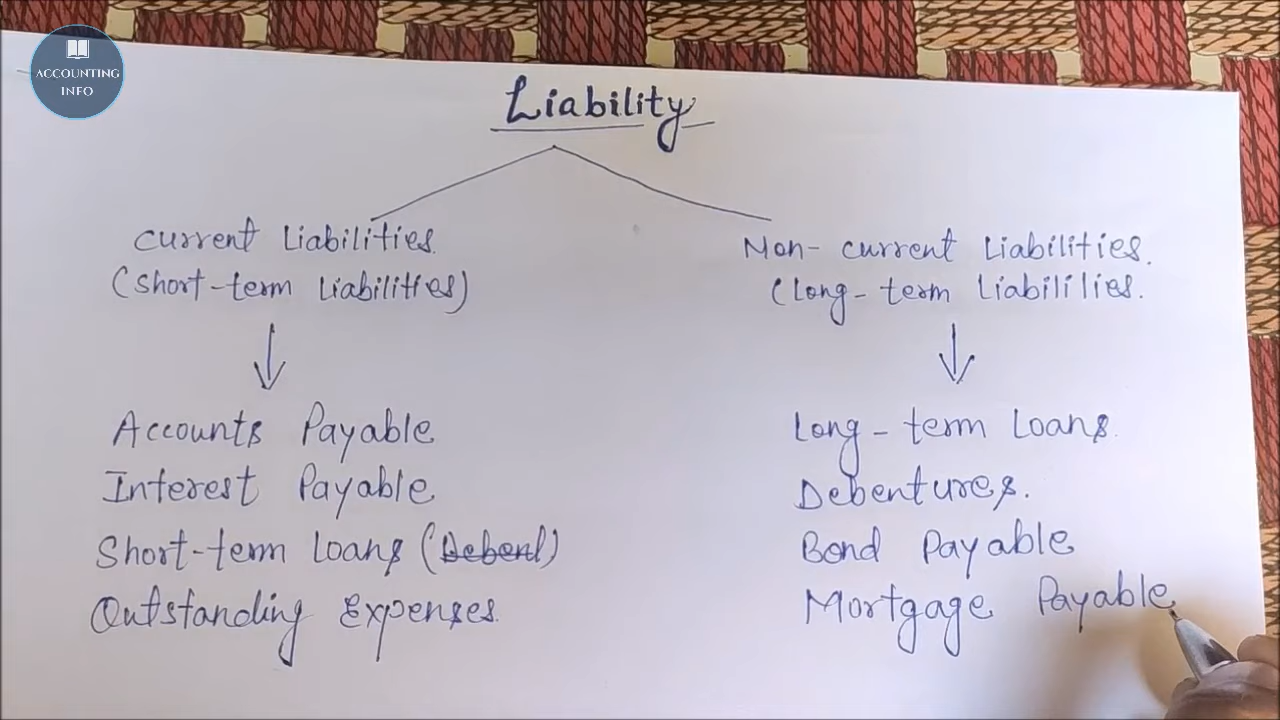 ACCOUNTING
INFO
Liability
Current Liabilities.
(Short-term Liabilities)
Accounts Payable
Interest Payable
Short-term Loans (Debent)
Outstanding Expenses
Non-current Liabilities.
(Long-term Liabililies.
Long-term Loans.
Debentures.
Bond Payable
Mortgage Payable